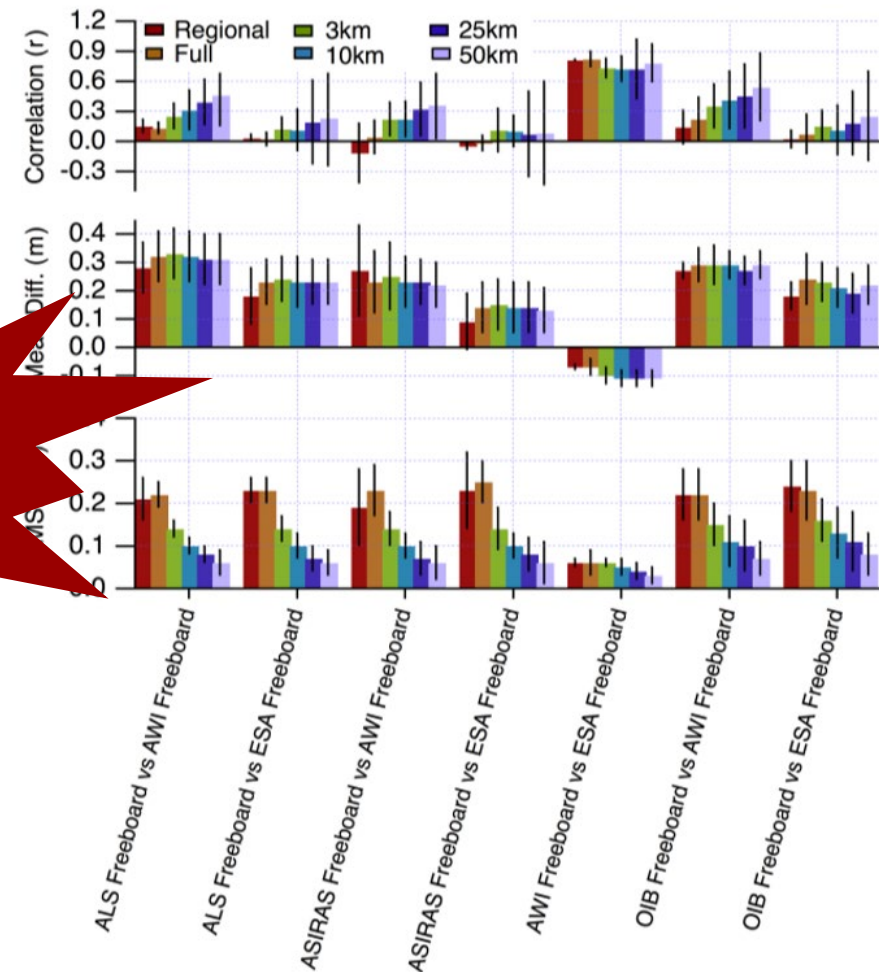 1.2
Regional 3km 25km
0.9
Full 10km 50km
0.6
0.3
0.0
-0.3
Correlation (r)
0.4
0.3
0.2
0.1
0.0
Diff. (m)
0.3
0.2
0.1
ALS Freeboard vs AWI Freeboard
ALS Freeboard vs ESA Freeboard
ASIRAS Freeboard vs AWI Freeboard
ASIRAS Freeboard vs ESA Freeboard
AWI Freeboard vs ESA Freeboard
OIB Freeboard vs AWI Freeboard
OIB Freeboard vs ESA Freeboard